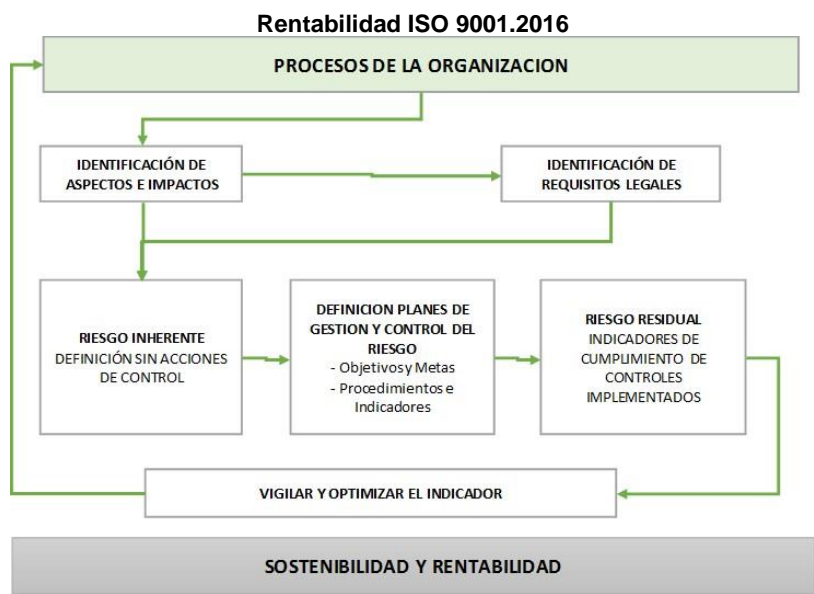 Rentabilidad ISO 9001.2016
PROCESOS DE LA ORGANIZACION
IDENTIFICACIÓN DE
ASPECTOS E IMPACTOS
IDENTIFICACIÓN DE
REQUISITOS LEGALES
RIESGO INHERENTE
DEFINICIÓN SIN ACCIONES
DE CONTROL
DEFINICION PLANES DE
GESTION Y CONTROL DEL
RIESGO
- Objetivos y Metas
- Procedimientos e
Indicadores
RIESGO RESIDUAL
INDICADORES DE
CUMPLIMIENTO DE
CONTROLES
IMPLEMENTADOS
VIGILAR Y OPTIMIZAR EL INDICADOR
SOSTENIBILIDAD Y RENTABILIDAD